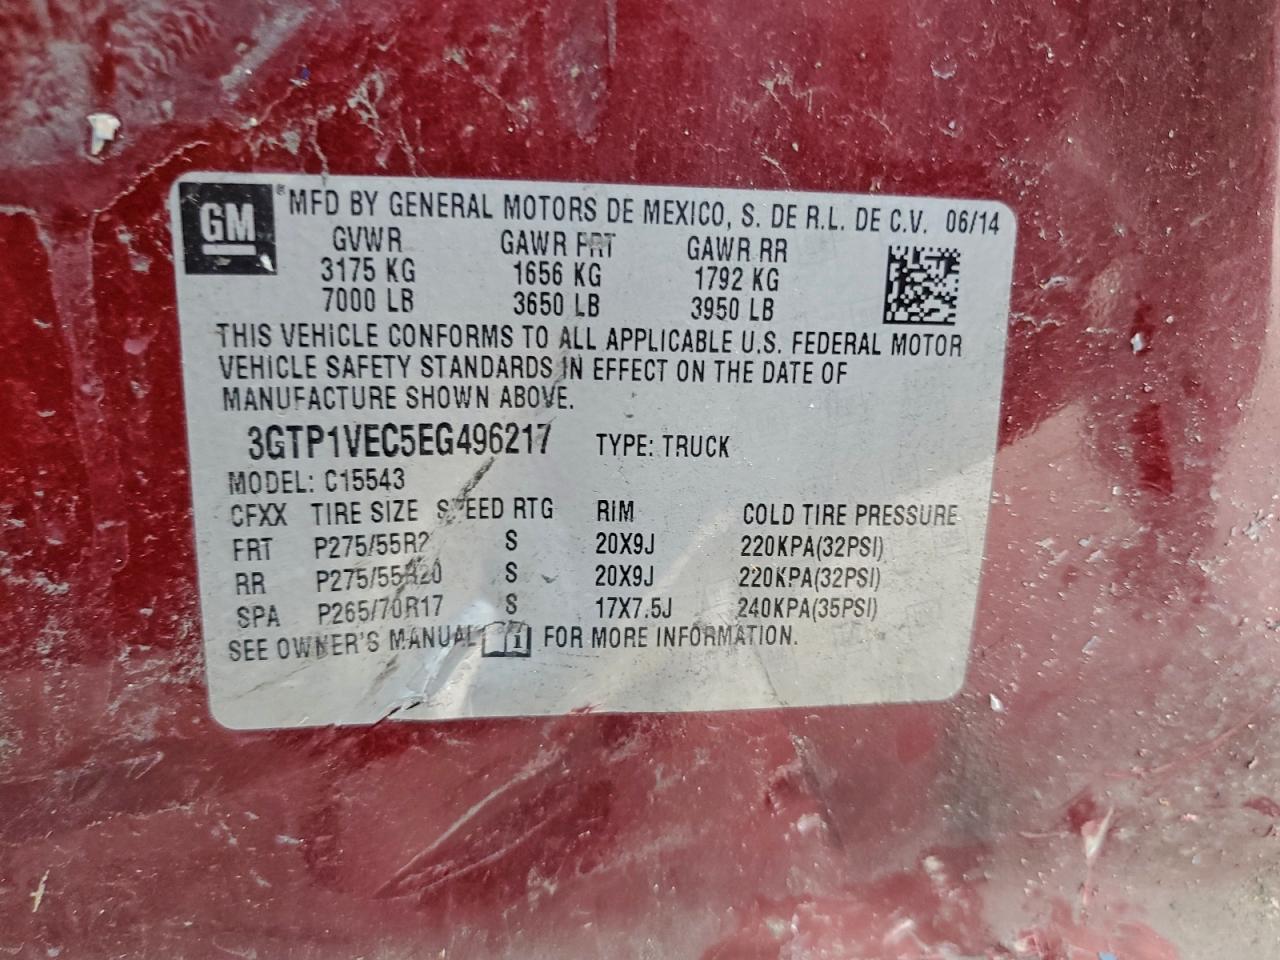 GM ® MFD BY GENERAL MOTORS DE MEXICO, S. DE R.L. DE C.V. 06/14
GVWR GAWR FRT GAWR RR
3175 KG 1656 KG 1792 KG
7000 LB 3650 LB 3950 LB
THIS VEHICLE CONFORMS TO ALL APPLICABLE U.S. FEDERAL MOTOR
VEHICLE SAFETY STANDARDS IN EFFECT ON THE DATE OF
MANUFACTURE SHOWN ABOVE.
3GTP1VEC5EG496217 TYPE: TRUCK
MODEL: C15543
CFXX TIRE SIZE SPEED RTG RIM COLD TIRE PRESSURE
FRT P275/55R2 S 20X9J 220KPA(32PSI)
RR P275/55R20 S 20X9J 220KPA(32PSI)
SPA P265/70R17 S 17X7.5J 240KPA(35PSI)
SEE OWNER'S MANUAL i FOR MORE INFORMATION.